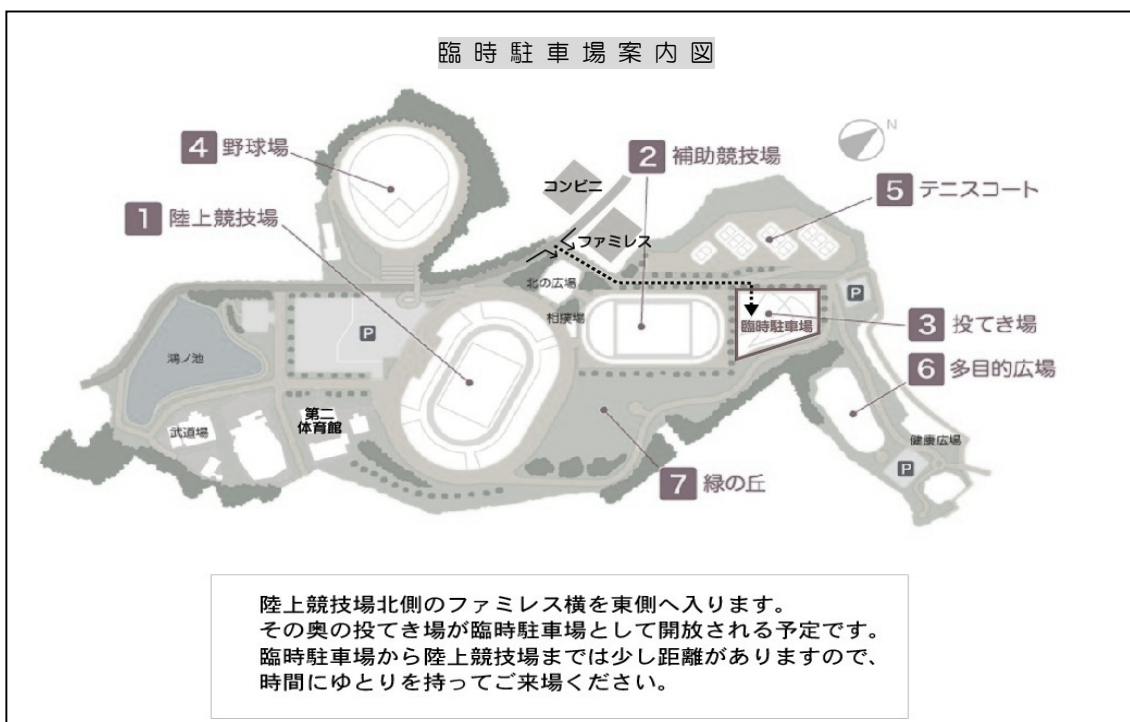 臨時駐車場案内図
N
4 野球場
2 補助競技場
コンビニ
5 テニスコート
1 陸上競技場
ファミレス
北の広場
P
相撲場
臨時駐車場
3 投てき場
P
鴻ノ池
6 多目的広場
第二
体育館
武道場
健康広場
P
7 緑の丘
陸上競技場北側のファミレス横を東側へ入ります。
その奥の投てき場が臨時駐車場として開放される予定です。
臨時駐車場から陸上競技場までは少し距離がありますので、
時間にゆとりを持ってご来場ください。